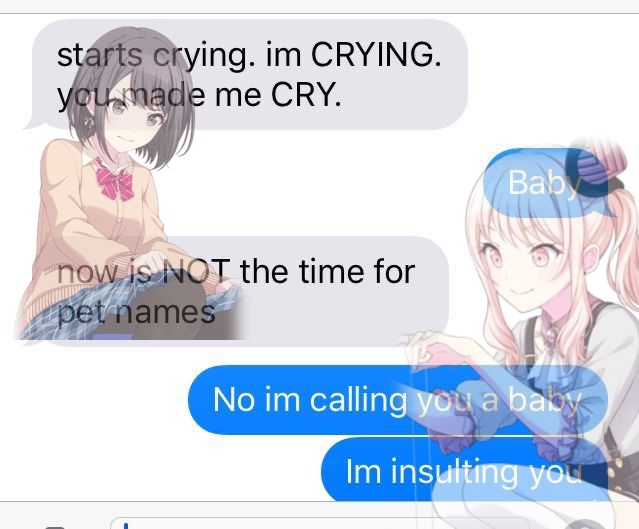 starts crying. im CRYING.
you made me CRY.
Baby
now is NOT the time for
pet names
No im calling you a baby
Im insulting you